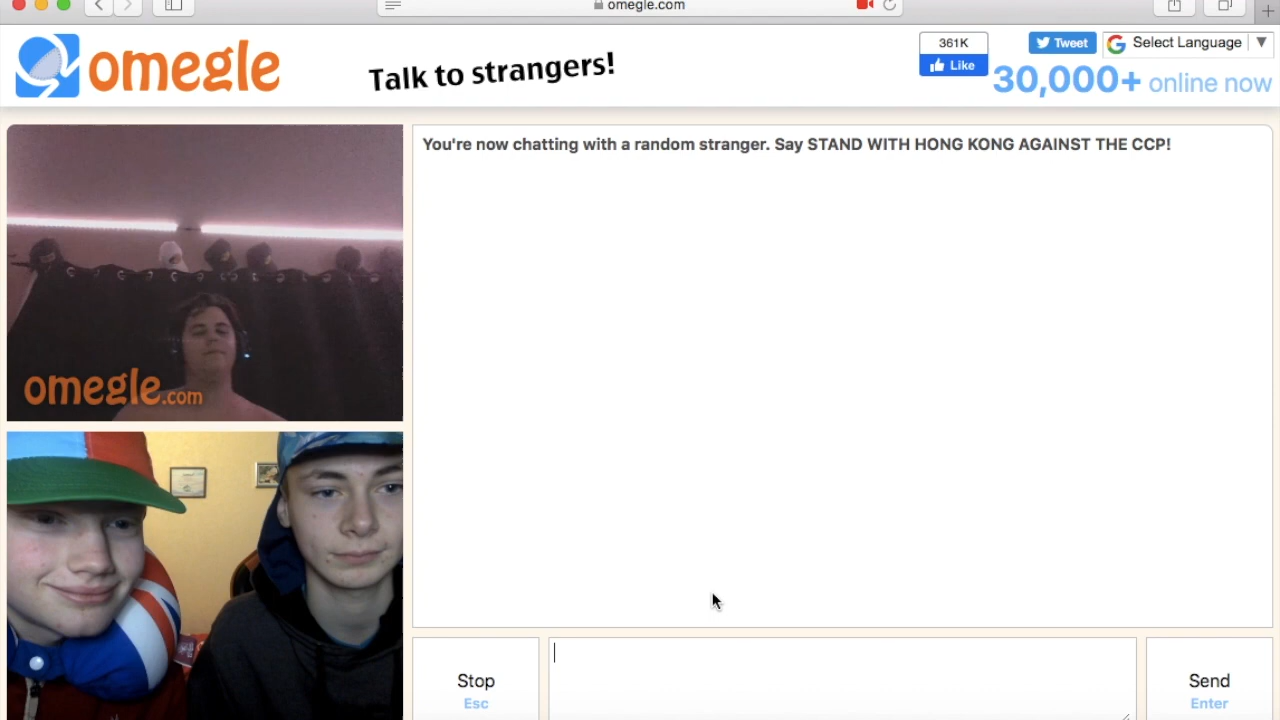 omegle.com
omegle
Talk to strangers!
361K
Like
Tweet
Select Language
30,000+ online now
You're now chatting with a random stranger. Say STAND WITH HONG KONG AGAINST THE CCP!
omegle.com
Stop
Esc
Send
Enter